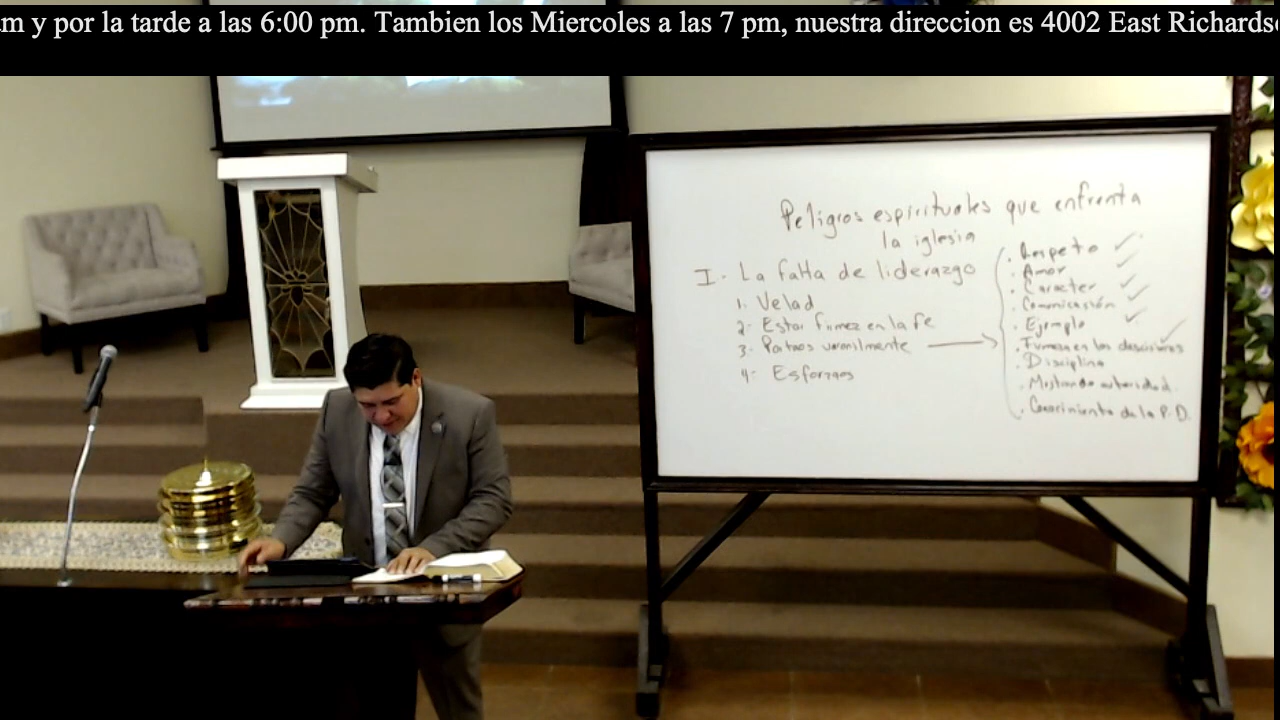 m y por la tarde a las 6:00 pm. Tambien los Miercoles a las 7 pm, nuestra direccion es 4002 East Richards
Peligros espirituales que enfrenta
la iglesia
I- La falta de liderazgo
1- Velad
2- Estar firmes en la fe
3- Portaos varonilmente
4- Esforzaos
. Respeto ✓
. Amor ✓
. Caracter ✓
. Comunicación ✓
. Ejemplo ✓
. Firmeza en las decisiones ✓
. Disciplina
. Mostrando autoridad
. Conocimiento de la P.D.